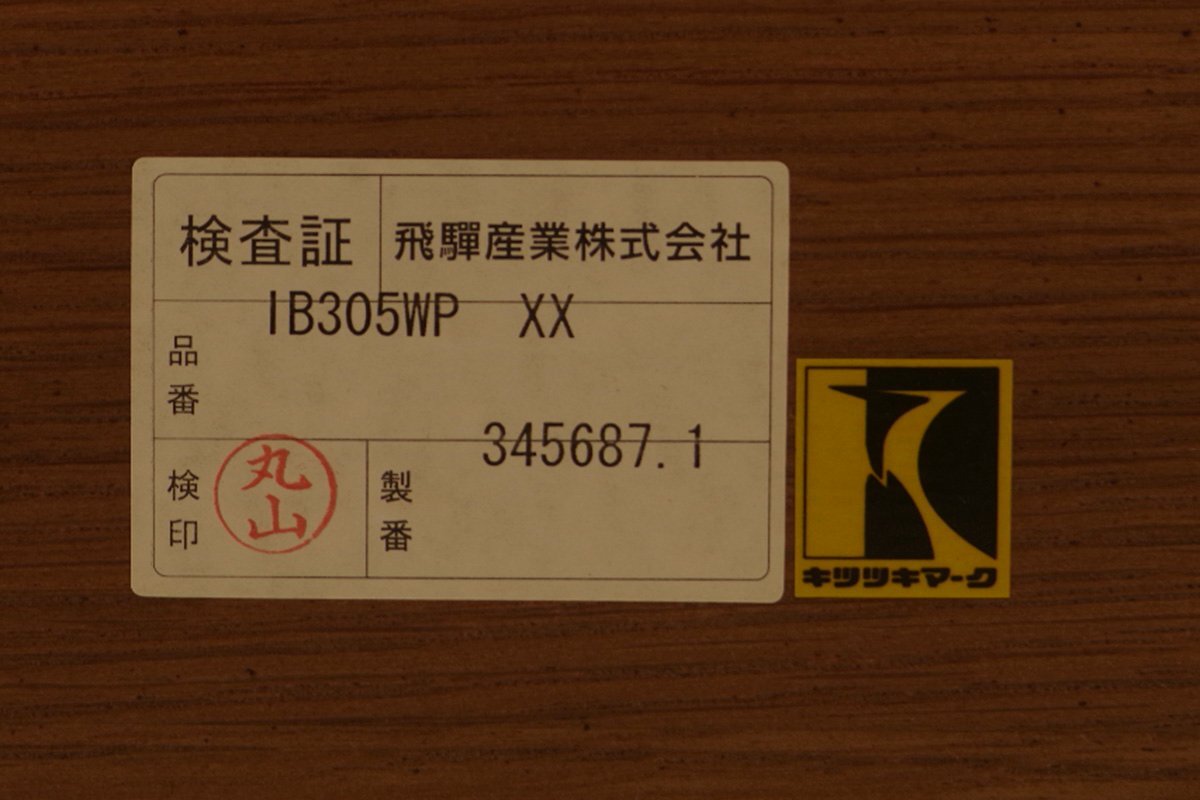 検査証
飛驒産業株式会社
品番
IB305WP XX
検印
丸山
製番
345687.1
キツツキマーク